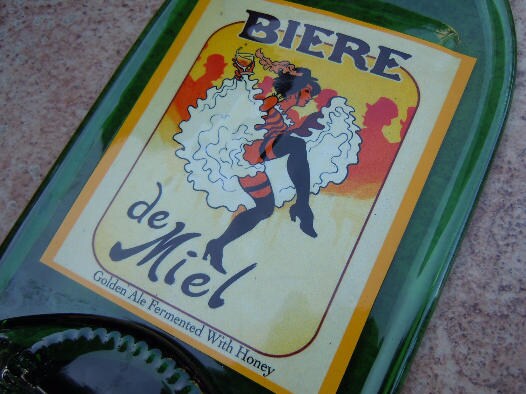 BIERE
de
Miel
Golden Ale Fermented With Honey